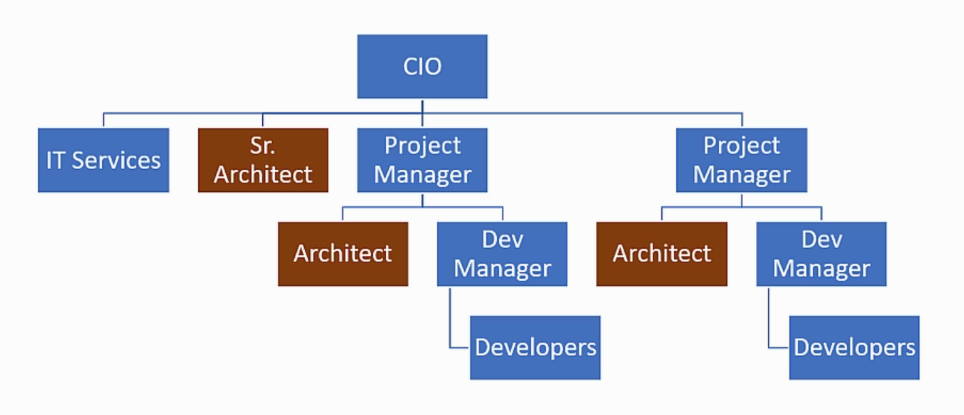 CIO
IT Services
Sr.
Architect
Project
Manager
Project
Manager
Architect
Dev
Manager
Architect
Dev
Manager
Developers
Developers